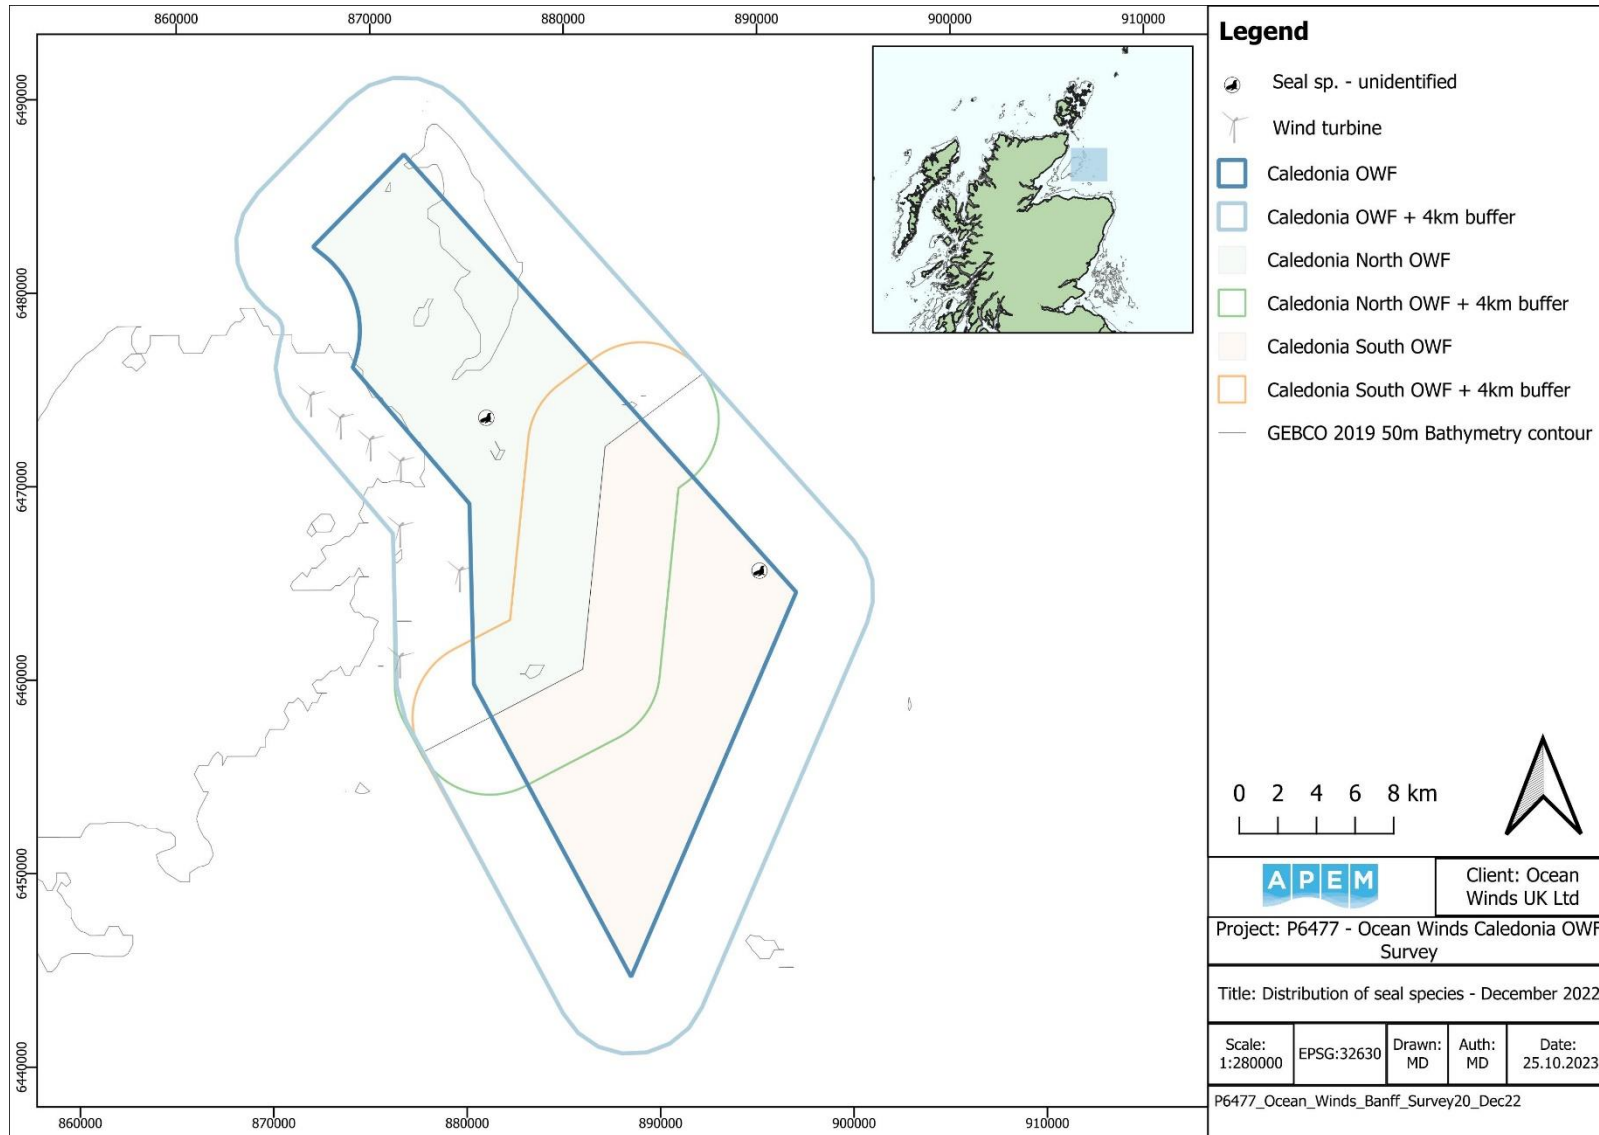 860000 870000 880000 890000 900000 910000
6490000
6480000
6470000
6460000
6450000
6440000
860000 870000 880000 890000 900000 910000
Legend
Seal sp. - unidentified
Wind turbine
Caledonia OWF
Caledonia OWF + 4km buffer
Caledonia North OWF
Caledonia North OWF + 4km buffer
Caledonia South OWF
Caledonia South OWF + 4km buffer
GEBCO 2019 50m Bathymetry contour
0 2 4 6 8 km
APEM
Client: Ocean
Winds UK Ltd
Project: P6477 - Ocean Winds Caledonia OWF
Survey
Title: Distribution of seal species - December 2022
Scale:
1:280000
EPSG:32630
Drawn:
MD
Auth:
MD
Date:
25.10.2023
P6477_Ocean_Winds_Banff_Survey20_Dec22